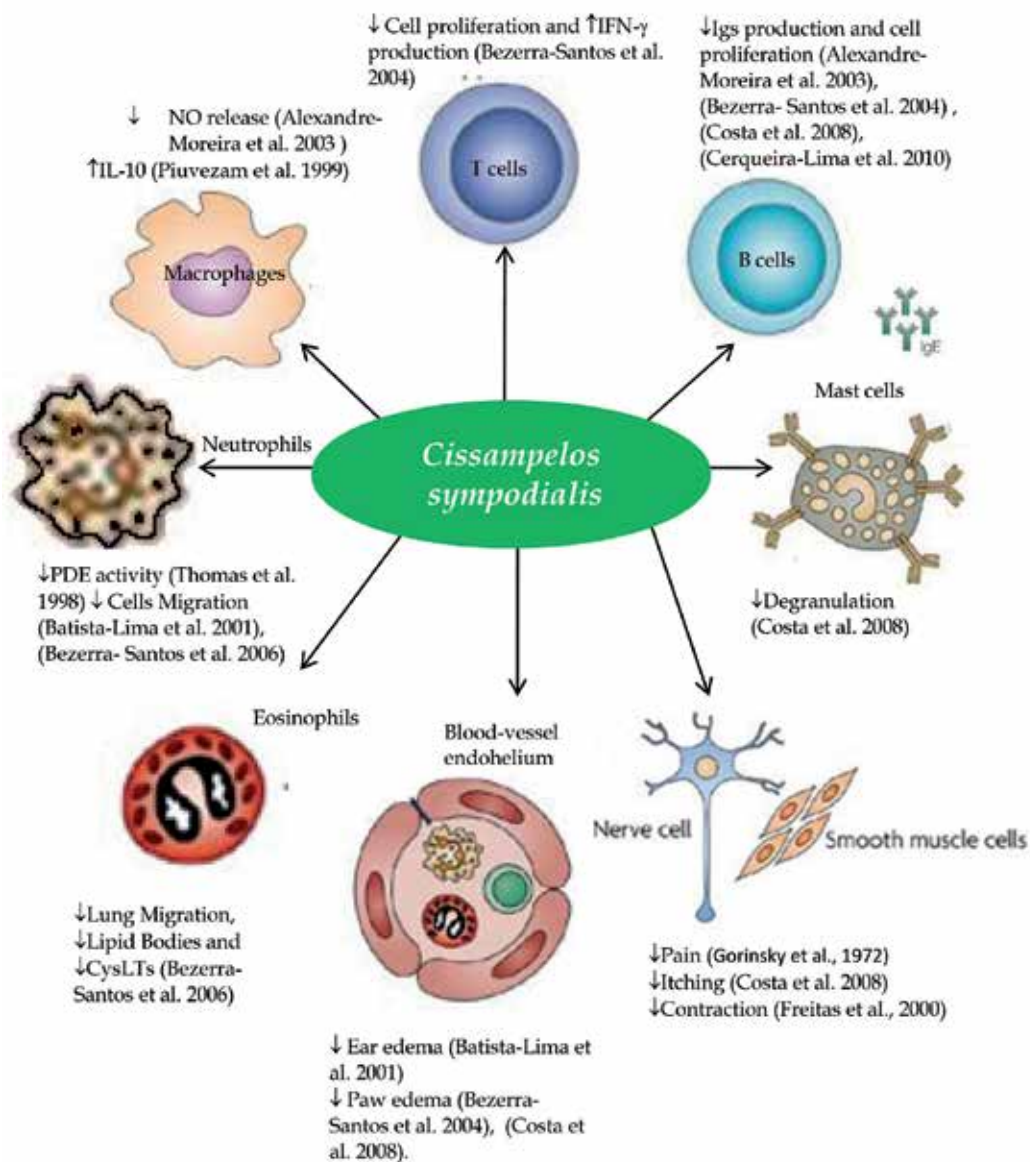 ↓ Cell proliferation and ↑IFN-γ
production (Bezerra-Santos et al.
2004)
T cells
↓Igs production and cell
proliferation (Alexandre-
Moreira et al. 2003),
(Bezerra- Santos et al. 2004) ,
(Costa et al. 2008),
(Cerqueira-Lima et al. 2010)
B cells
IgE
↓ NO release (Alexandre-
Moreira et al. 2003 )
↑IL-10 (Piuvezam et al. 1999)
Macrophages
Neutrophils
Cissampelos
sympodialis
Mast cells
↓PDE activity (Thomas et al.
1998) ↓ Cells Migration
(Batista-Lima et al. 2001),
(Bezerra- Santos et al. 2006)
↓Degranulation
(Costa et al. 2008)
Eosinophils
↓Lung Migration,
↓Lipid Bodies and
↓CysLTs (Bezerra-
Santos et al. 2006)
Blood-vessel
endohelium
↓ Ear edema (Batista-Lima et
al. 2001)
↓ Paw edema (Bezerra-
Santos et al. 2004), (Costa et
al. 2008).
Nerve cell
Smooth muscle cells
↓Pain (Gorinsky et al., 1972)
↓Itching (Costa et al. 2008)
↓Contraction (Freitas et al., 2000)